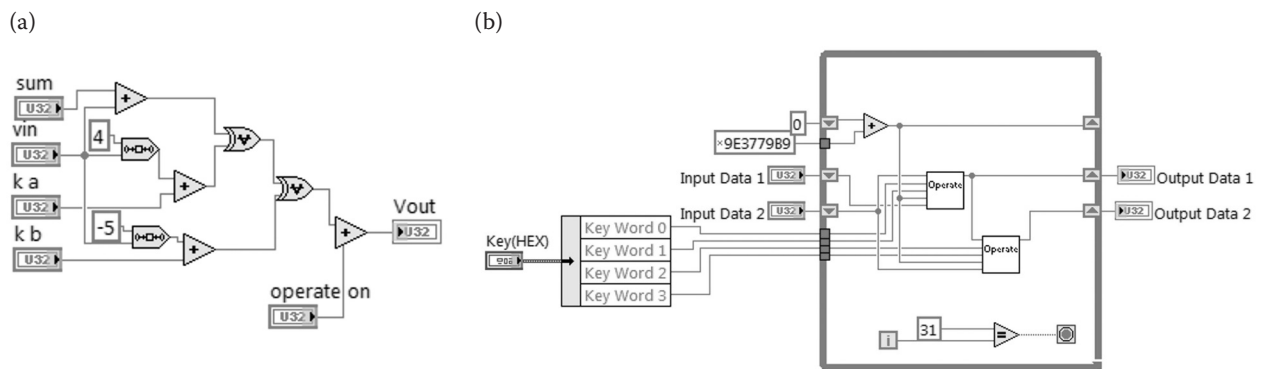 (a)
sum
U32
vin
U32
4
k a
U32
-5
k b
U32
operate on
U32
Vout
U32
(b)
0
×9E3779B9
Input Data 1
U32
Input Data 2
U32
Key(HEX)
Key Word 0
Key Word 1
Key Word 2
Key Word 3
Operate
Operate
U32
Output Data 1
U32
Output Data 2
31
i
=